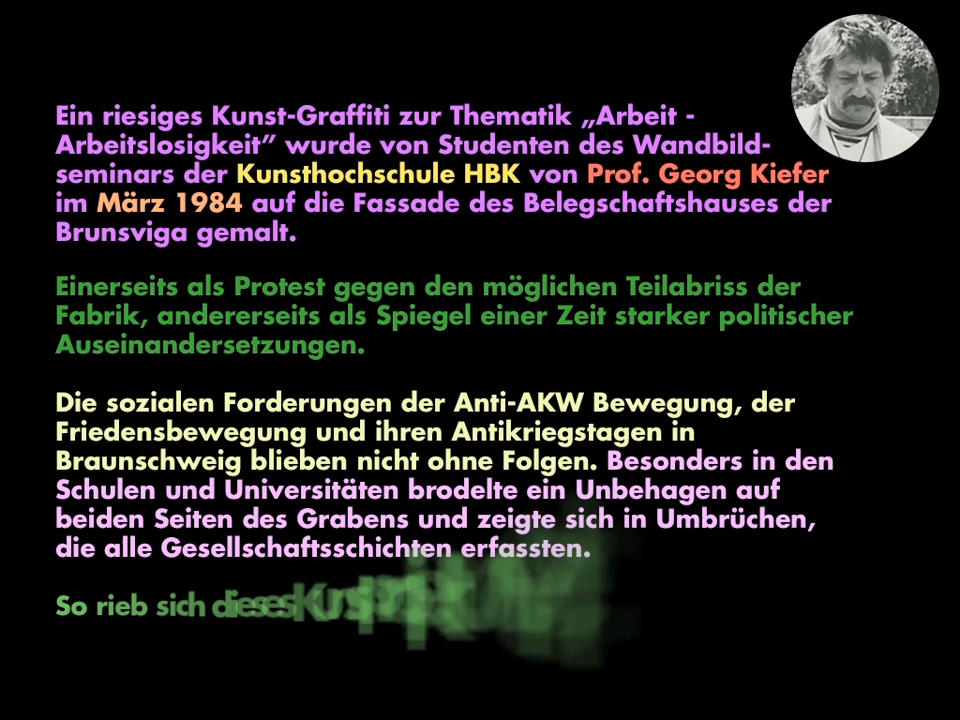 Ein riesiges Kunst-Graffiti zur Thematik „Arbeit -
Arbeitslosigkeit” wurde von Studenten des Wandbild-
seminars der Kunsthochschule HBK von Prof. Georg Kiefer
im März 1984 auf die Fassade des Belegschaftshauses der
Brunsviga gemalt.
Einerseits als Protest gegen den möglichen Teilabriss der
Fabrik, andererseits als Spiegel einer Zeit starker politischer
Auseinandersetzungen.
Die sozialen Forderungen der Anti-AKW Bewegung, der
Friedensbewegung und ihren Antikriegstagen in
Braunschweig blieben nicht ohne Folgen. Besonders in den
Schulen und Universitäten brodelte ein Unbehagen auf
beiden Seiten des Grabens und zeigte sich in Umbrüchen,
die alle Gesellschaftsschichten erfassten.
So rieb sich dieses